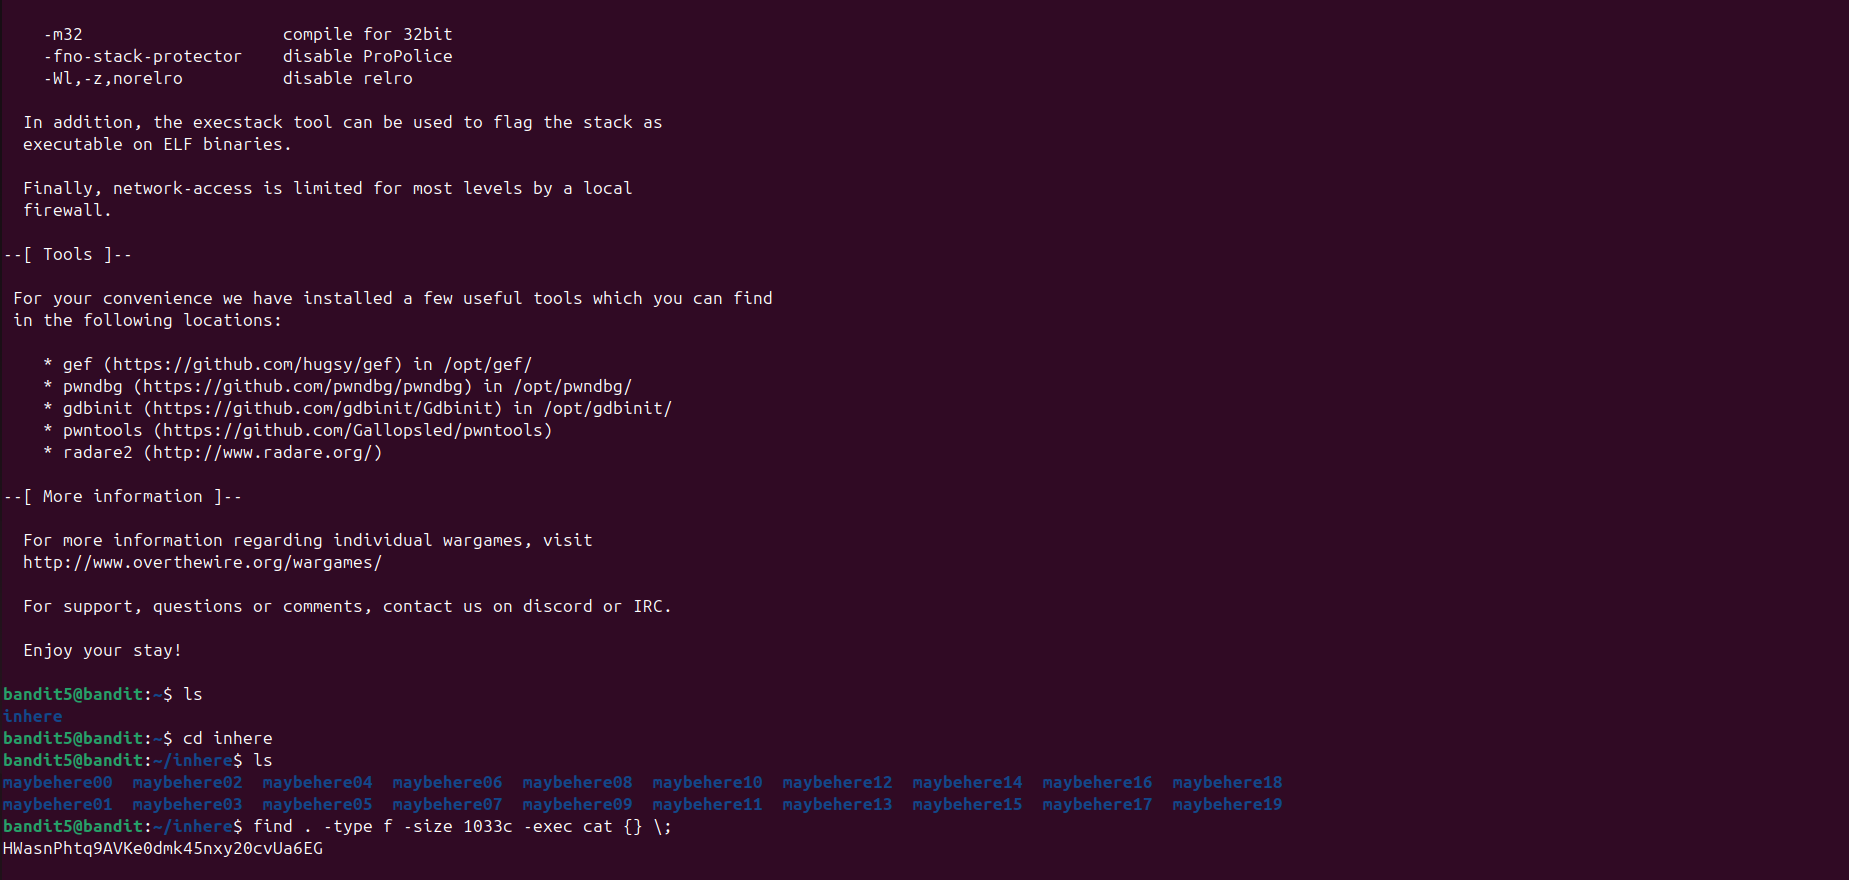 -m32                    compile for 32bit
-fno-stack-protector    disable ProPolice
-Wl,-z,norelro          disable relro
In addition, the execstack tool can be used to flag the stack as
executable on ELF binaries.
Finally, network-access is limited for most levels by a local
firewall.
--[ Tools ]--
For your convenience we have installed a few useful tools which you can find
in the following locations:
* gef (https://github.com/hugsy/gef) in /opt/gef/
* pwndbg (https://github.com/pwndbg/pwndbg) in /opt/pwndbg/
* gdbinit (https://github.com/gdbinit/Gdbinit) in /opt/gdbinit/
* pwntools (https://github.com/Gallopsled/pwntools)
* radare2 (http://www.radare.org/)
--[ More information ]--
For more information regarding individual wargames, visit
http://www.overthewire.org/wargames/
For support, questions or comments, contact us on discord or IRC.
Enjoy your stay!
bandit5@bandit:~$ ls
inhere
bandit5@bandit:~$ cd inhere
bandit5@bandit:~/inhere$ ls
maybehere00  maybehere02  maybehere04  maybehere06  maybehere08  maybehere10  maybehere12  maybehere14  maybehere16  maybehere18
maybehere01  maybehere03  maybehere05  maybehere07  maybehere09  maybehere11  maybehere13  maybehere15  maybehere17  maybehere19
bandit5@bandit:~/inhere$ find . -type f -size 1033c -exec cat {} \;
HWasnPhtq9AVKe0dmk45nxy20cvUa6EG